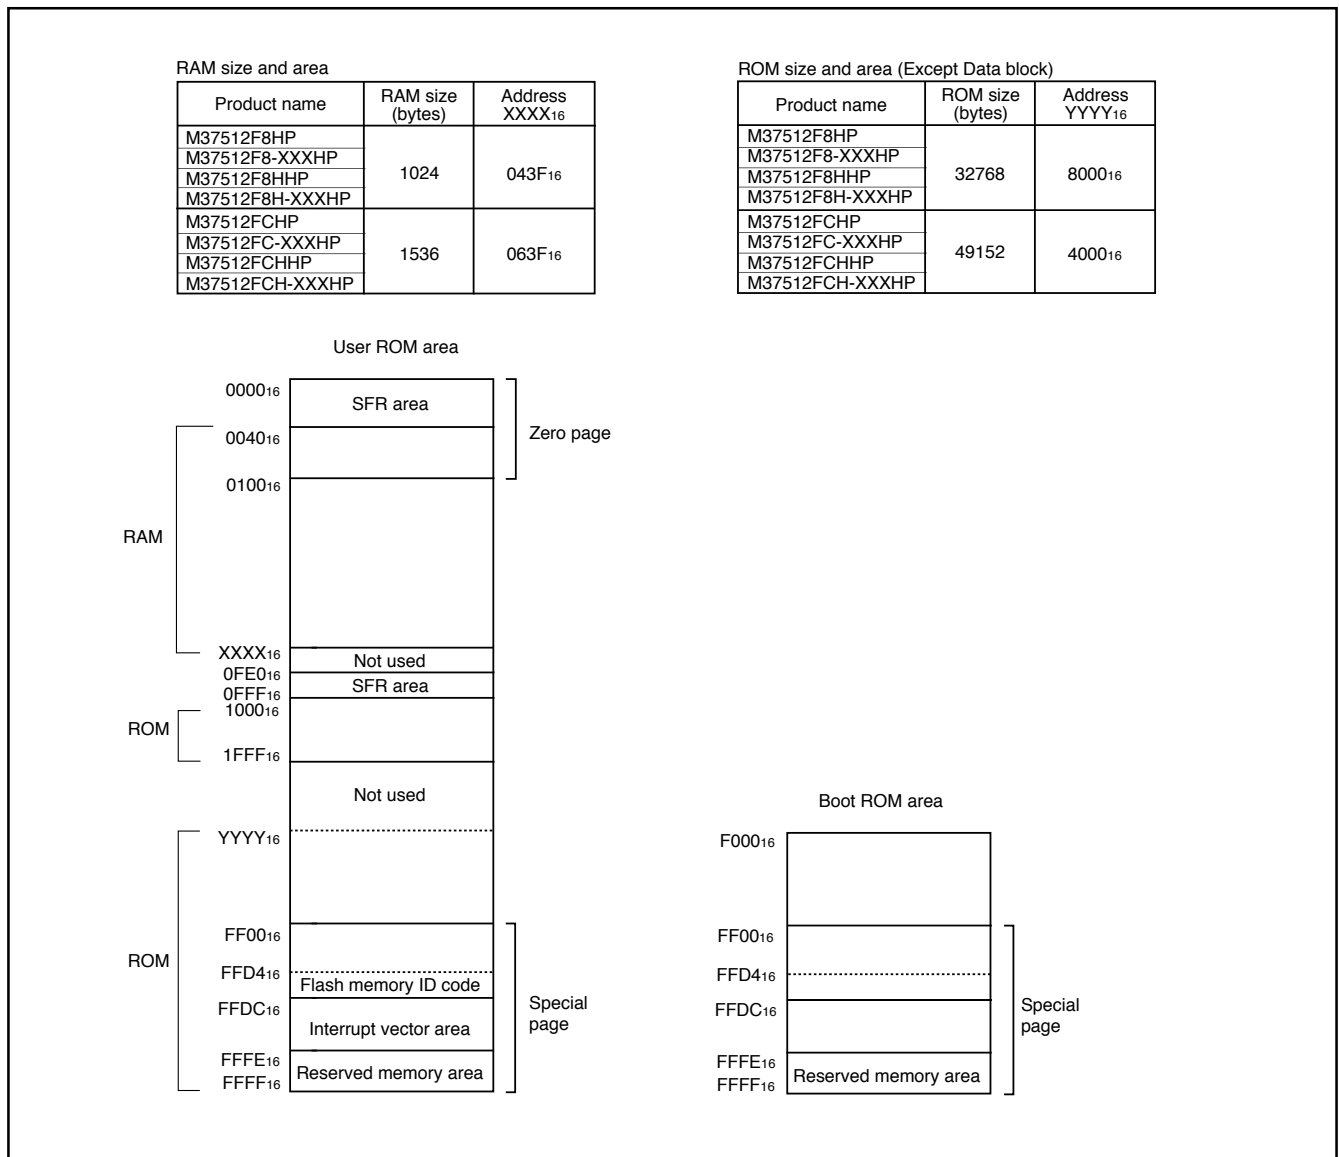 RAM size and area
Product name RAM size (bytes) Address XXXX16
M37512F8HP
M37512F8-XXXHP
M37512F8HHP
M37512F8H-XXXHP
1024 043F16
M37512FCHP
M37512FC-XXXHP
M37512FCHHP
M37512FCH-XXXHP
1536 063F16
ROM size and area (Except Data block)
Product name ROM size (bytes) Address YYYY16
M37512F8HP
M37512F8-XXXHP
M37512F8HHP
M37512F8H-XXXHP
32768 800016
M37512FCHP
M37512FC-XXXHP
M37512FCHHP
M37512FCH-XXXHP
49152 400016
User ROM area
000016
SFR area
Zero page
004016
010016
RAM
XXXX16
Not used
0FE016
SFR area
0FFF16
100016
ROM
1FFF16
Not used
YYYY16
FF0016
ROM
FFD416
Flash memory ID code
FFDC16
Special
page
Interrupt vector area
FFFE16
Reserved memory area
FFFF16
Boot ROM area
F00016
FF0016
FFD416
FFDC16
Special
page
FFFE16
Reserved memory area
FFFF16